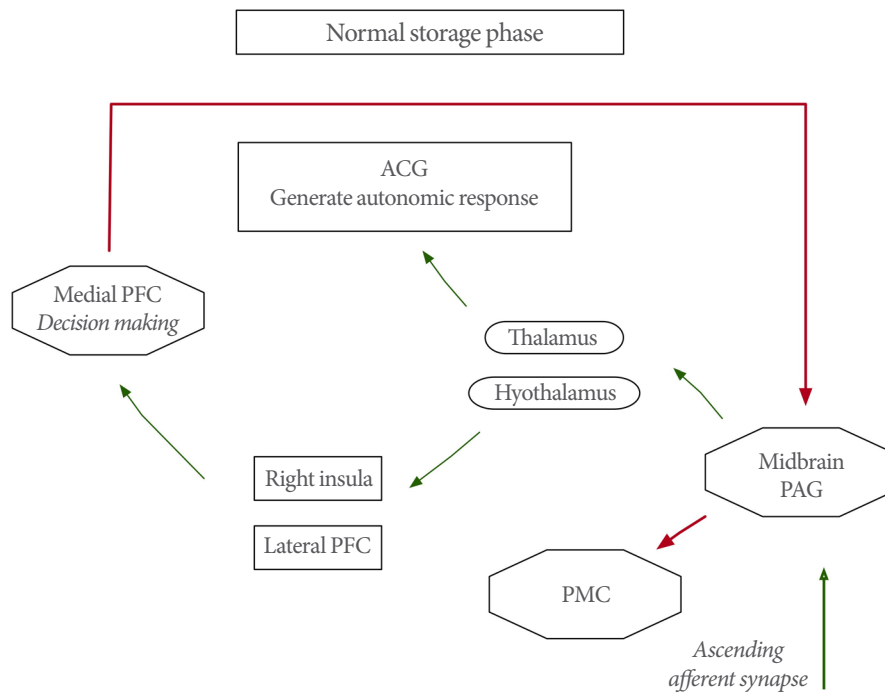 Normal storage phase
ACG
Generate autonomic response
Medial PFC
Decision making
Thalamus
Hyothalamus
Right insula
Lateral PFC
Midbrain
PAG
PMC
Ascending
afferent synapse